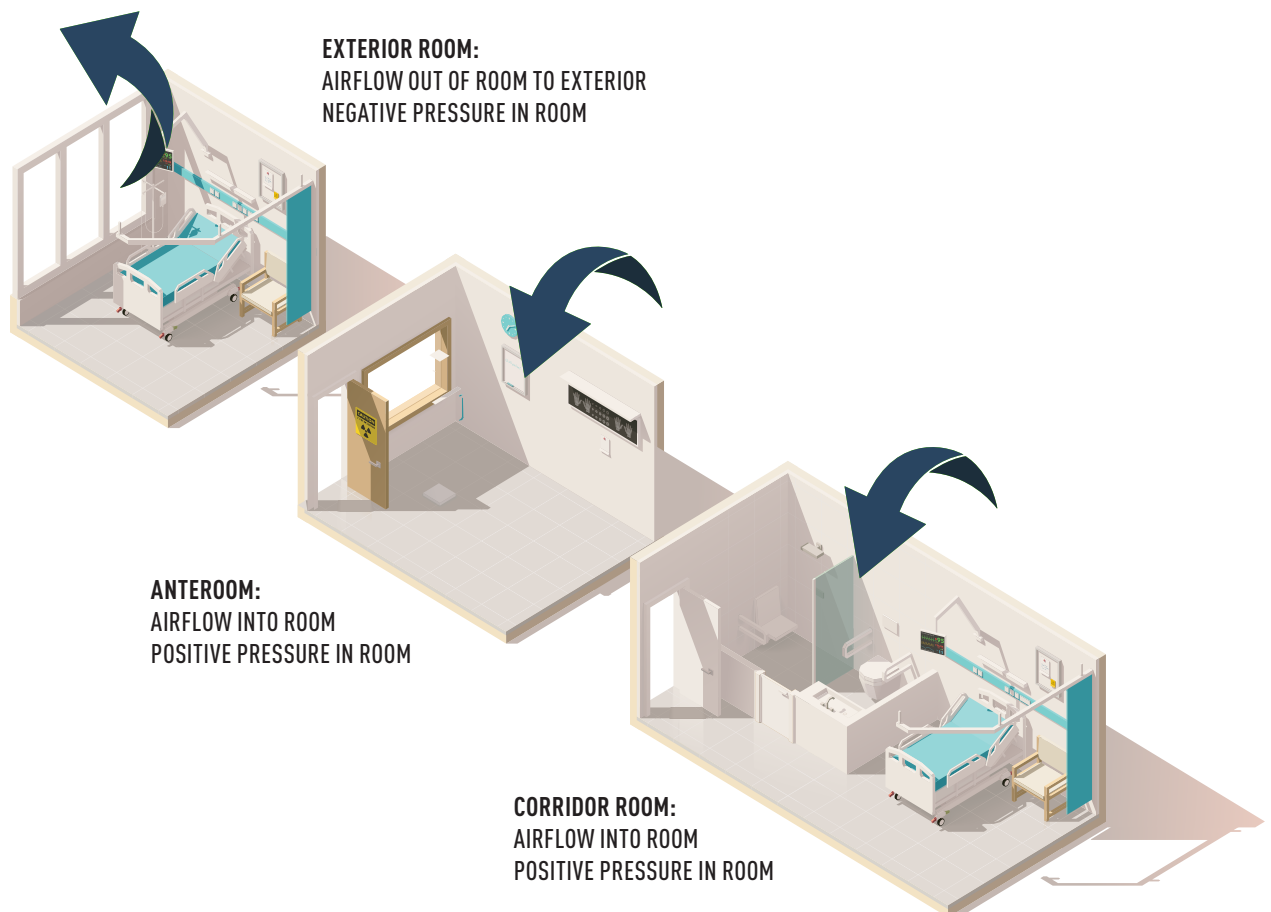 EXTERIOR ROOM:
AIRFLOW OUT OF ROOM TO EXTERIOR
NEGATIVE PRESSURE IN ROOM
CAUTION
ANTEROOM:
AIRFLOW INTO ROOM
POSITIVE PRESSURE IN ROOM
CORRIDOR ROOM:
AIRFLOW INTO ROOM
POSITIVE PRESSURE IN ROOM